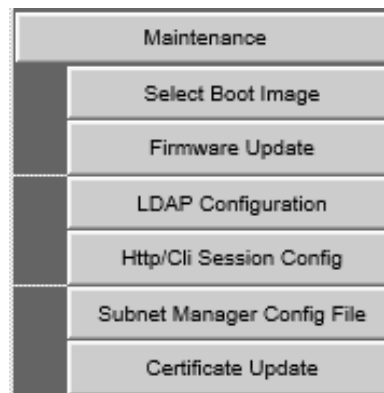 Maintenance
Select Boot Image
Firmware Update
LDAP Configuration
Http/Cli Session Config
Subnet Manager Config File
Certificate Update